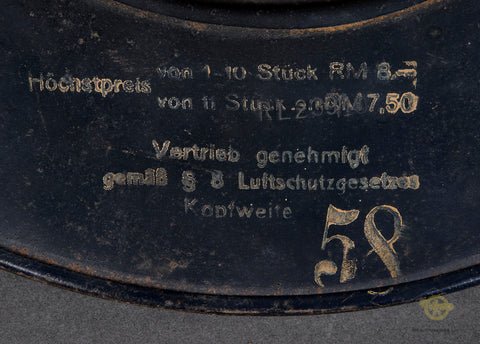 Höchstpreis von 1-10 Stück RM 8.
von 11 Stück an RM 7,50
Vertrieb genehmigt
gemäß § 8 Luftschutzgesetzes
Kopfweite 58